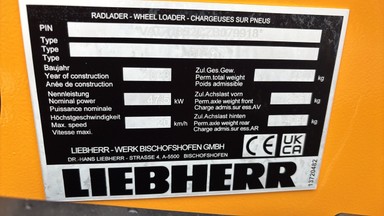 RADLADER - WHEEL LOADER - CHARGEUSES SUR PNEUS
PIN
Type
Type
Baujahr
Year of construction
Anée de construction
Nennleistung
Nominal power
Puissance nominale
kW
Höchstgeschwindigkeit
Max. speed
Vitesse maxi.
km/h
Zul.Ges.Gew.
Perm.total weight
Poids admissible
kg
Zul.Achslast vorn
Perm.axle weight front
Charge admis.sur ess.AV
kg
Zul.Achslast hinten
Perm.axle weight rear
Charge admis.sur ess.AR
kg
LIEBHERR - WERK BISCHOFSHOFEN GMBH
DR.-HANS LIEBHERR - STRASSE 4, A-5500 BISCHOFSHOFEN
CE
UK
CA
LIEBHERR
13720482